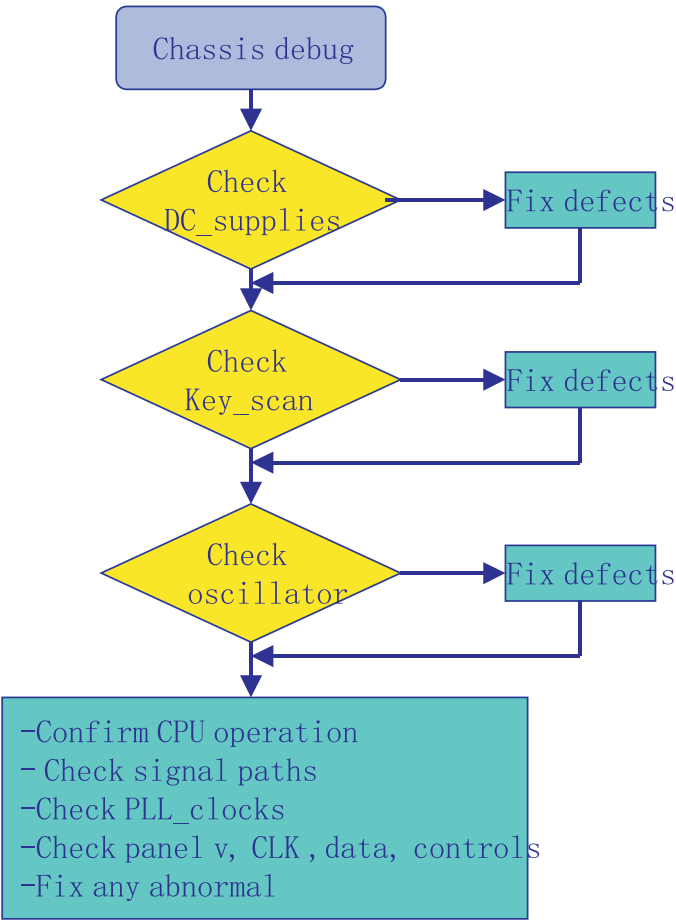 Chassis debug
Check
DC_supplies
Fix defects
Check
Key_scan
Fix defects
Check
oscillator
Fix defects
-Confirm CPU operation
- Check signal paths
-Check PLL_clocks
-Check panel v, CLK ,data, controls
-Fix any abnormal